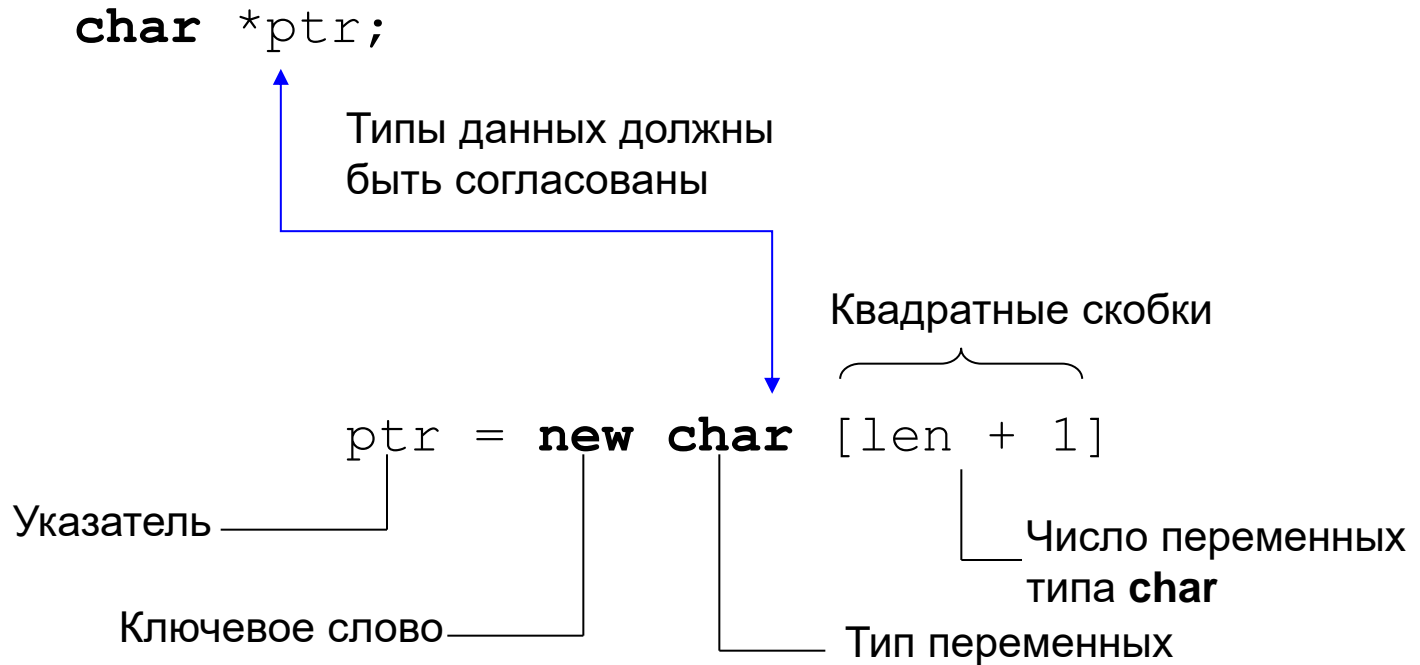 char *ptr;
Типы данных должны
быть согласованы
Квадратные скобки
ptr = new char [len + 1]
Указатель
Число переменных
типа char
Ключевое слово
Тип переменных